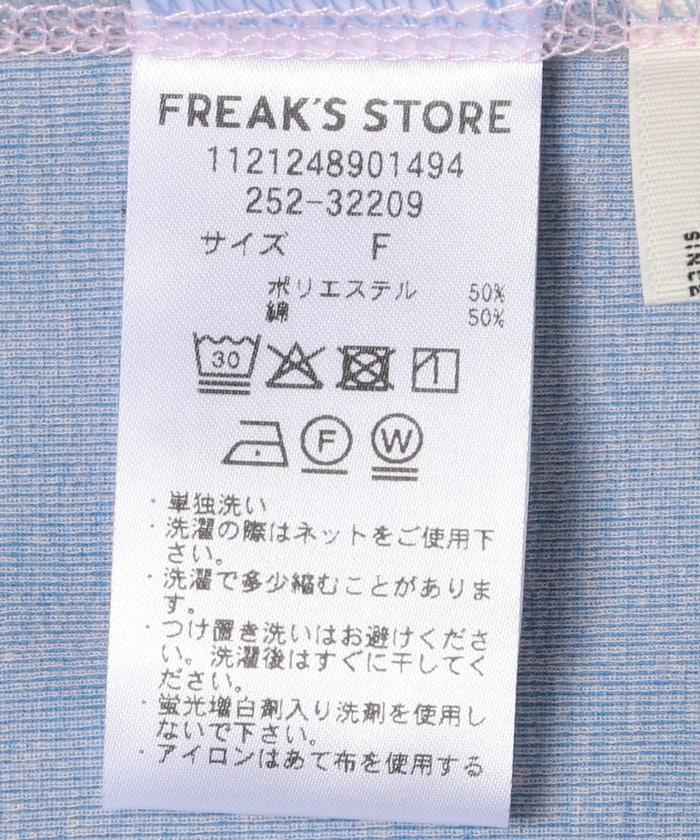 FREAK'S STORE
1121248901494
252-32209
サイズ F
ポリエステル 50%
綿 50%
30
F W
・単独洗い
・洗濯の際はネットをご使用下
さい。
・洗濯で多少縮むことがありま
す。
・つけ置き洗いはお避けくださ
い。洗濯後はすぐに干してく
ださい。
・蛍光増白剤入り洗剤を使用し
ないで下さい。
・アイロンはあて布を使用する
SINCE